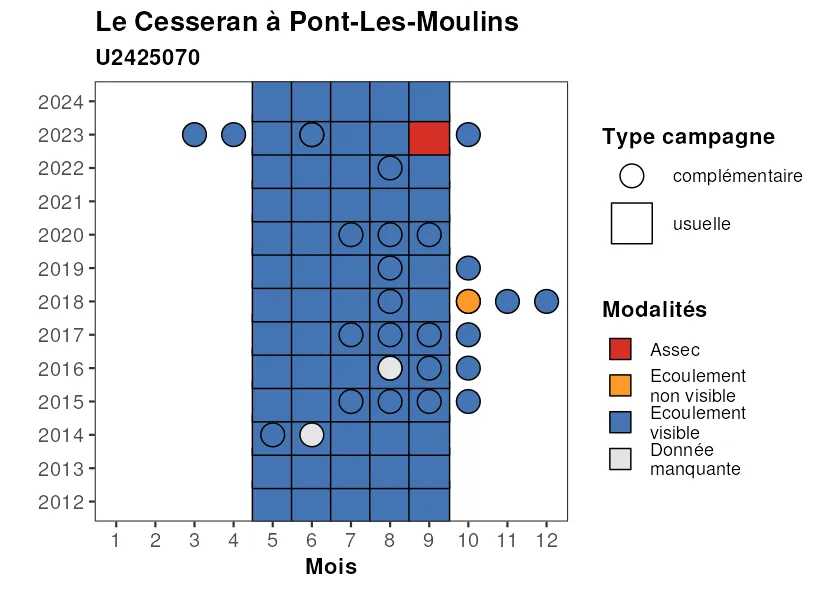 Le Cesseran à Pont-Les-Moulins
U2425070
2024
2023
2022
2021
2020
2019
2018
2017
2016
2015
2014
2013
2012
1 2 3 4 5 6 7 8 9 10 11 12
Mois
Type campagne
complémentaire
usuelle
Modalités
Assec
Ecoulement
non visible
Ecoulement
visible
Donnée
manquante